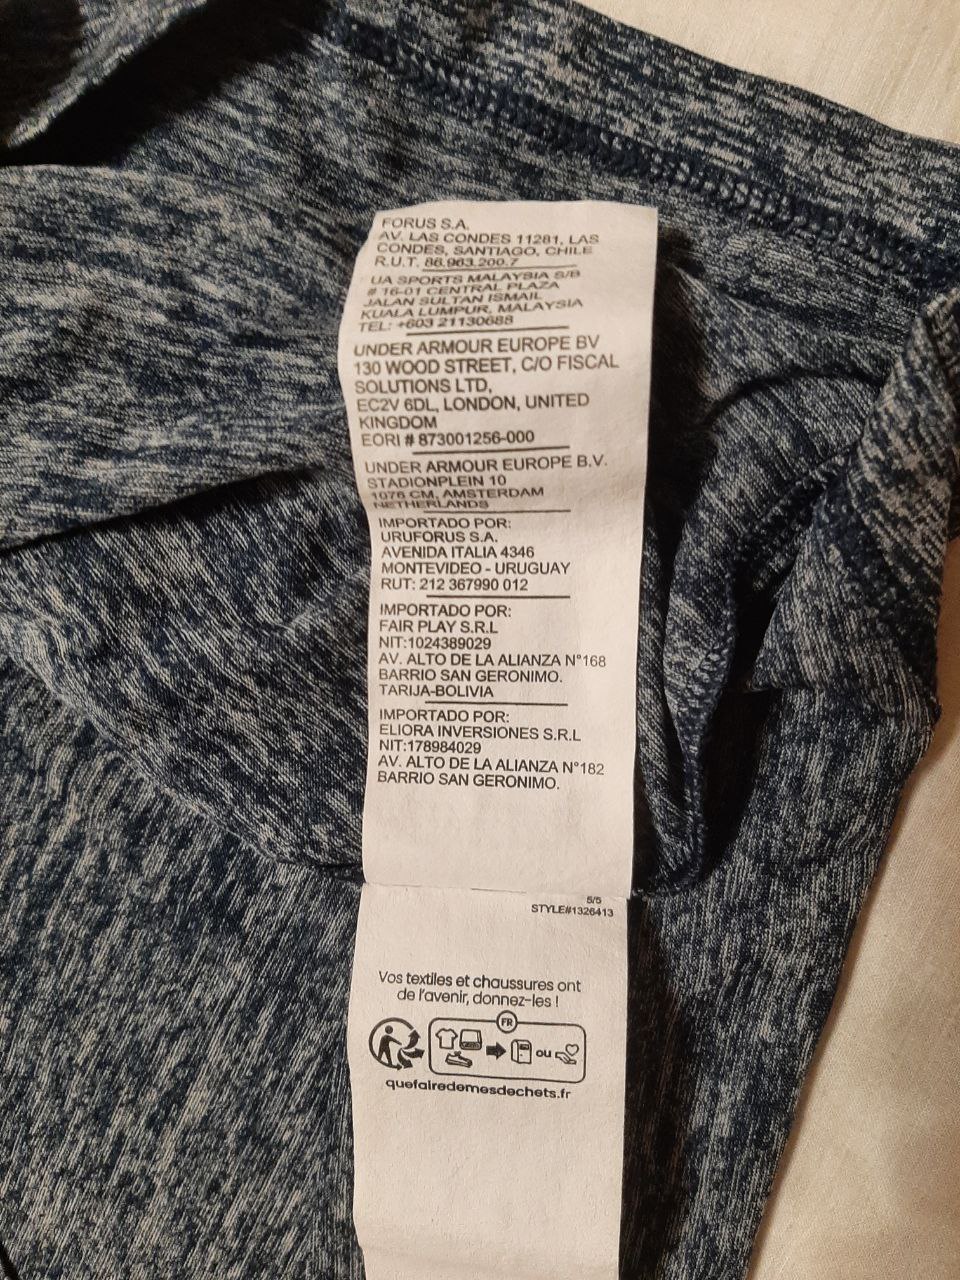 FORUS S.A.
AV. LAS CONDES 11281, LAS
CONDES, SANTIAGO, CHILE
R.U.T. 86.963.200.7
UA SPORTS MALAYSIA S/B
# 16-01 CENTRAL PLAZA
JALAN SULTAN ISMAIL
KUALA LUMPUR, MALAYSIA
TEL: +603 21130688
UNDER ARMOUR EUROPE BV
130 WOOD STREET, C/O FISCAL
SOLUTIONS LTD,
EC2V 6DL, LONDON, UNITED
KINGDOM
EORI # 873001256-000
UNDER ARMOUR EUROPE B.V.
STADIONPLEIN 10
1076 CM, AMSTERDAM
NETHERLANDS
IMPORTADO POR:
URUFORUS S.A.
AVENIDA ITALIA 4346
MONTEVIDEO - URUGUAY
RUT: 212 367990 012
IMPORTADO POR:
FAIR PLAY S.R.L
NIT:1024389029
AV. ALTO DE LA ALIANZA N°168
BARRIO SAN GERONIMO.
TARIJA-BOLIVIA
IMPORTADO POR:
ELIORA INVERSIONES S.R.L
NIT:178984029
AV. ALTO DE LA ALIANZA N°182
BARRIO SAN GERONIMO.
5/5
STYLE#1326413
Vos textiles et chaussures ont
de l'avenir, donnez-les !
FR
ou
quefairedemesdechets.fr